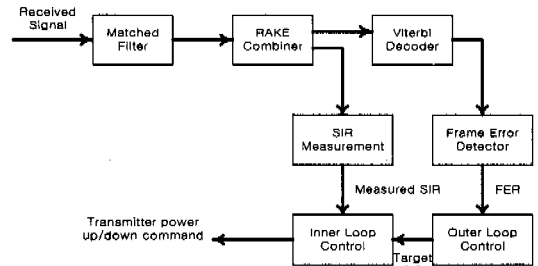 Received
Signal
Matched
Filter
RAKE
Combiner
Viterbi
Decoder
SIR
Measurement
Frame Error
Detector
Measured SIR
FER
Transmitter power
up/down command
Inner Loop
Control
Target
Outer Loop
Control